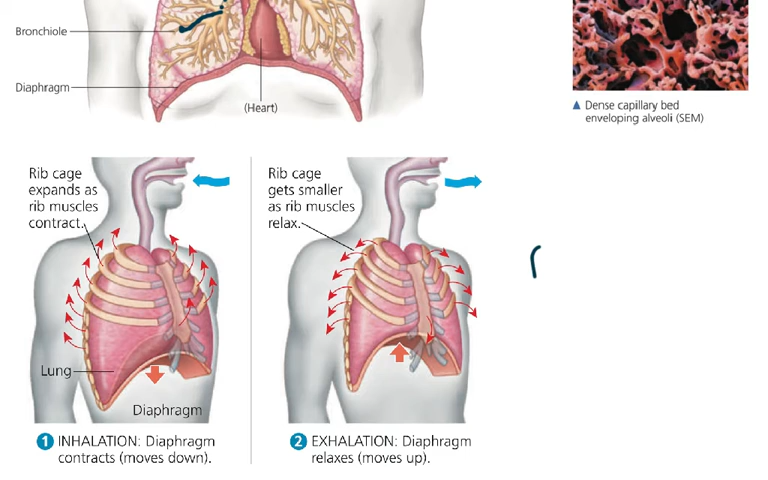 Bronchiole
Diaphragm
(Heart)
▲ Dense capillary bed
enveloping alveoli (SEM)
Rib cage
expands as
rib muscles
contract.
Rib cage
gets smaller
as rib muscles
relax.
Lung
Diaphragm
1 INHALATION: Diaphragm
contracts (moves down).
2 EXHALATION: Diaphragm
relaxes (moves up).